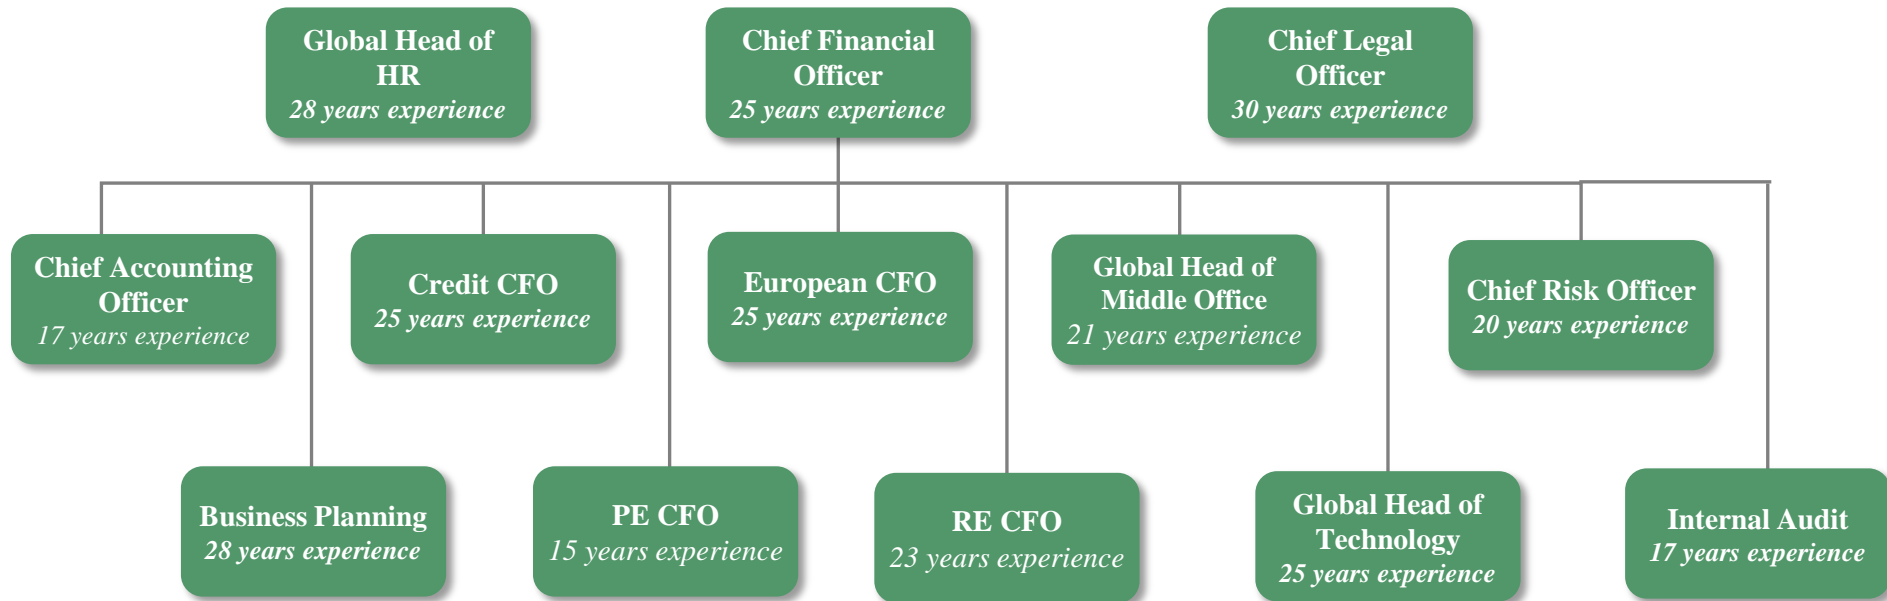 Global Head of
HR
28 years experience
Chief Financial
Officer
25 years experience
Chief Legal
Officer
30 years experience
Chief Accounting
Officer
17 years experience
Credit CFO
25 years experience
European CFO
25 years experience
Global Head of
Middle Office
21 years experience
Chief Risk Officer
20 years experience
Business Planning
28 years experience
PE CFO
15 years experience
RE CFO
23 years experience
Global Head of
Technology
25 years experience
Internal Audit
17 years experience